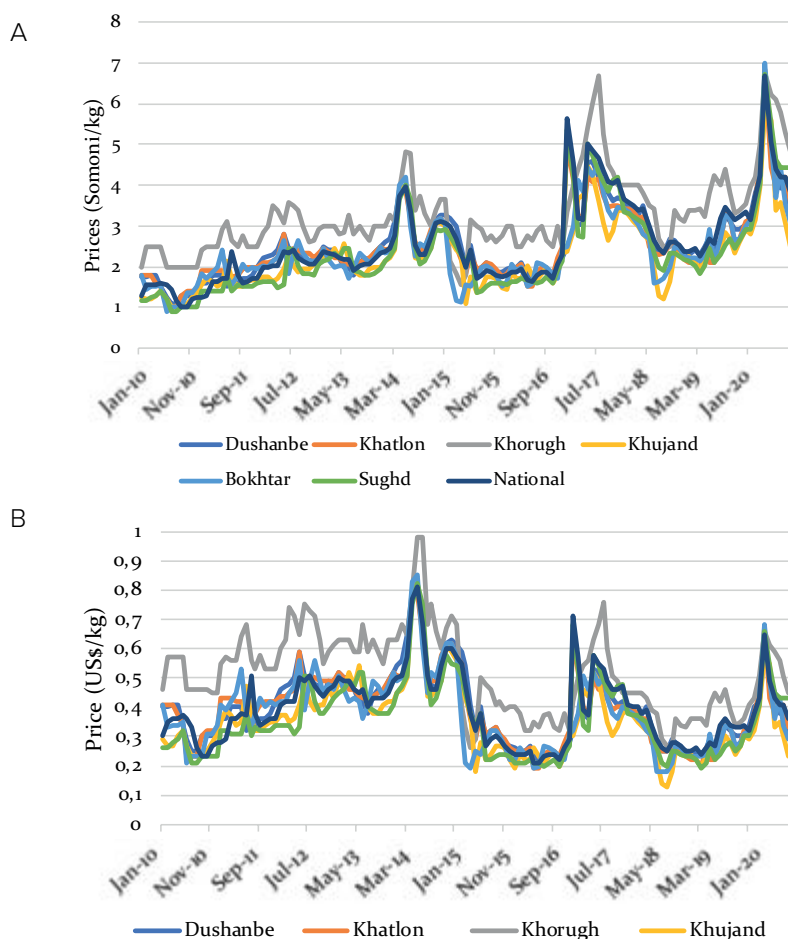 A
Prices (Somoni/kg)
8
7
6
5
4
3
2
1
0
Jan-10 Nov-10 Sep-11 Jul-12 May-13 Mar-14 Jan-15 Nov-15 Sep-16 Jul-17 May-18 Mar-19 Jan-20
Dushanbe Khatlon Khorugh Khujand
Bokhtar Sughd National
B
Price (US$/kg)
1
0,9
0,8
0,7
0,6
0,5
0,4
0,3
0,2
0,1
0
Jan-10 Nov-10 Sep-11 Jul-12 May-13 Mar-14 Jan-15 Nov-15 Sep-16 Jul-17 May-18 Mar-19 Jan-20
Dushanbe Khatlon Khorugh Khujand